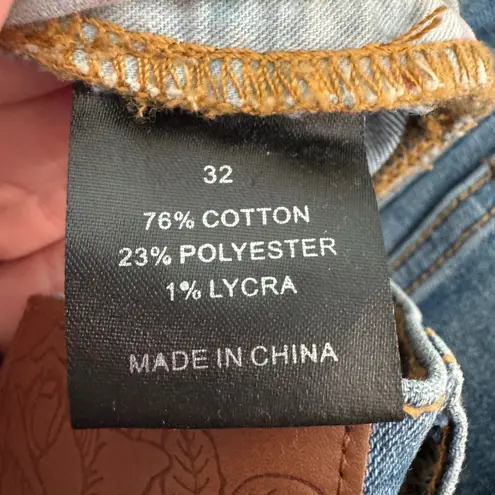 32
76% COTTON
23% POLYESTER
1% LYCRA
MADE IN CHINA